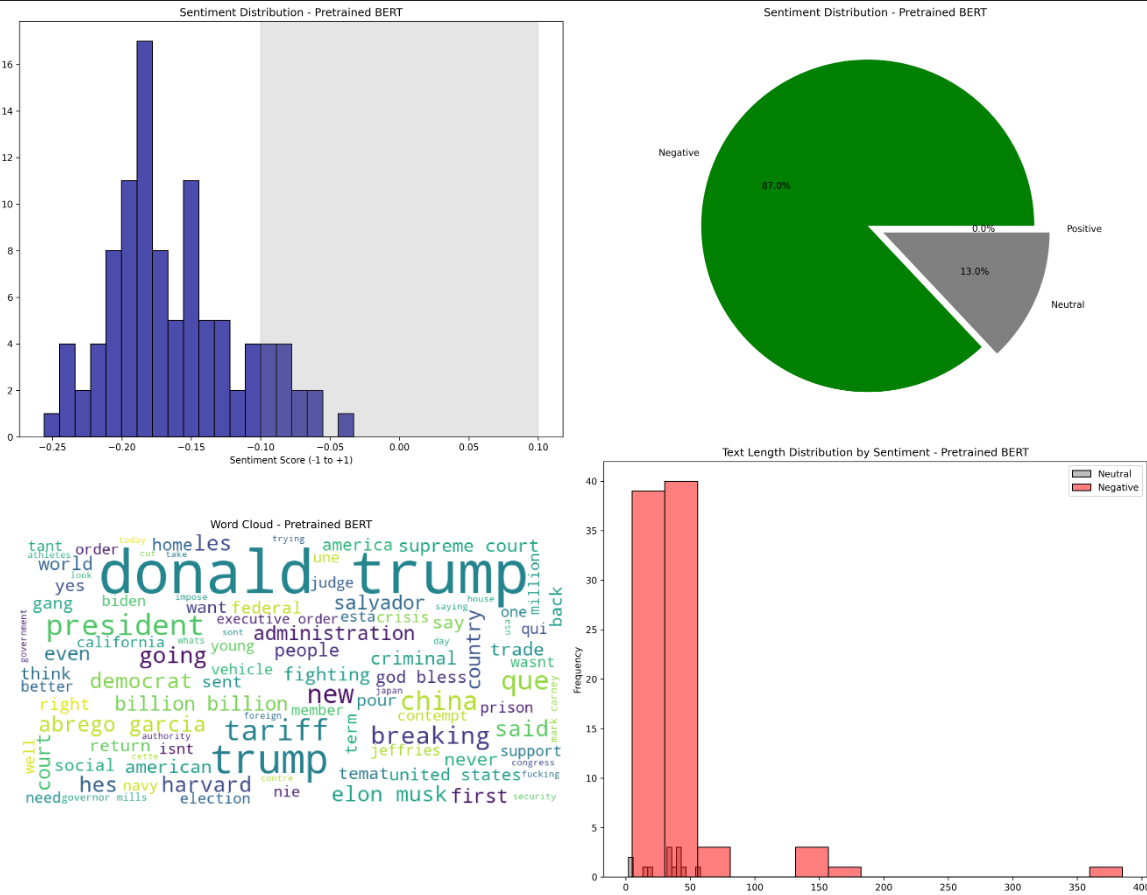 Sentiment Distribution - Pretrained BERT
16
14
12
10
8
6
4
2
0
−0.25 −0.20 −0.15 −0.10 −0.05 0.00 0.05 0.10
Sentiment Score (-1 to +1)
Sentiment Distribution - Pretrained BERT
Negative
87.0%
0.0%
Positive
13.0%
Neutral
Word Cloud - Pretrained BERT
tant
athletes
order
today
cut
take
homeles
trying
une
america
supreme court
world
look
yes
donald trump
judge
million
back
gang
biden
impose
want
federal
salvador
saying
house
one
usa
qui
government
president
executive order
esta
crisis
say
country
california
sont
whats
young
administration
people
day
trade
wasnt
even
going
vehicle
sent
fighting
criminal
god bless
think
better
democrat
new
japan
pour
china
que
prison
mark carney
right
billion billion
member
contempt
abrego garcia
foreign
authority
tariff
term
breaking
said
well
court
return
cette
isnt
trump
jeffries
never
support
congress
social
american
temat
united states
fucking
hes
navy
harvard
contre
nie
elon musk
first
security
need
governor mills
election
Text Length Distribution by Sentiment - Pretrained BERT
Neutral
Negative
Frequency
40
35
30
25
20
15
10
5
0
0 50 100 150 200 250 300 350